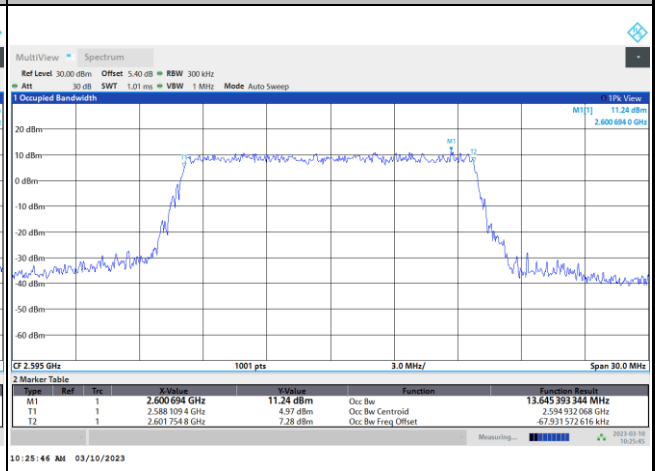 MultiView Spectrum
Ref Level 30.00 dBm Offset 5.40 dB RBW 300 kHz
Att 30 dB SWT 1.01 ms VBW 1 MHz Mode Auto Sweep
1 Occupied Bandwidth 1Pk View
M1[1] 11.24 dBm
2.600 694 0 GHz
20 dBm
M1
10 dBm
T1
T2
0 dBm
-10 dBm
-20 dBm
-30 dBm
-40 dBm
-50 dBm
-60 dBm
CF 2.595 GHz 1001 pts 3.0 MHz/ Span 30.0 MHz
2 Marker Table
Type Ref Trc X-Value Y-Value Function Function Result
M1 1 2.600694 GHz 11.24 dBm Occ Bw 13.645 393 344 MHz
T1 1 2.588 109 4 GHz 4.97 dBm Occ Bw Centroid 2.594 932 068 GHz
T2 1 2.601 754 8 GHz 7.28 dBm Occ Bw Freq Offset -67.931 572 616 kHz
Measuring... 2023-03-10
10:25:45
10:25:46 AM 03/10/2023